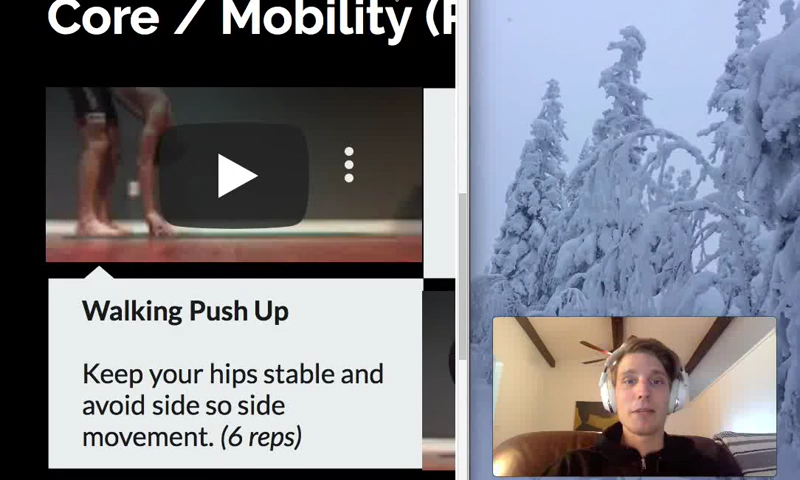 Core / Mobility (
Walking Push Up
Keep your hips stable and
avoid side so side
movement. (6 reps)